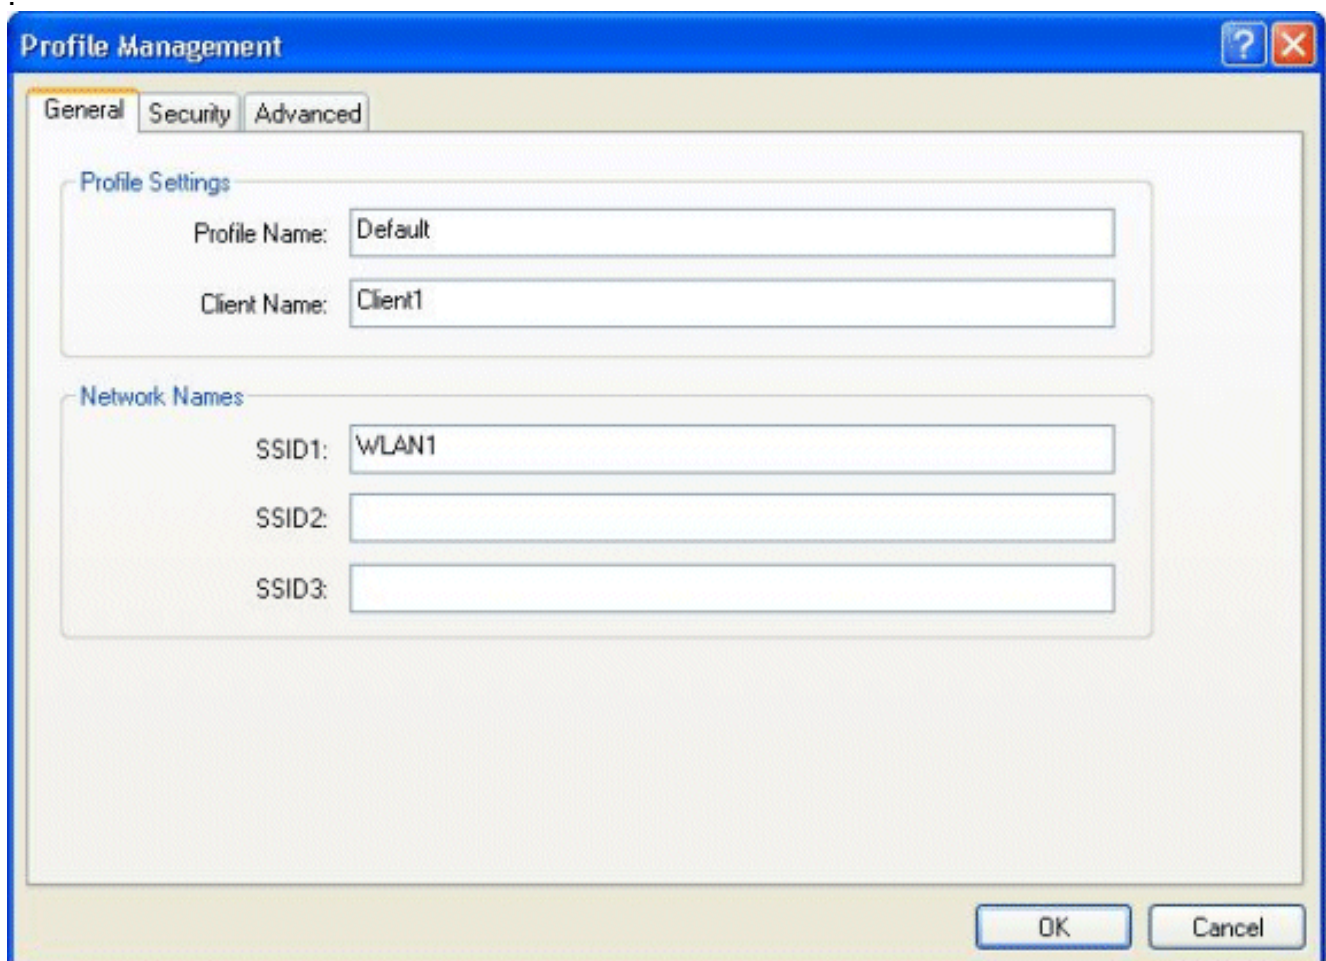 .
Profile Management
?
General Security Advanced
Profile Settings
Profile Name: Default
Client Name: Client1
Network Names
SSID1: WLAN1
SSID2:
SSID3:
OK Cancel